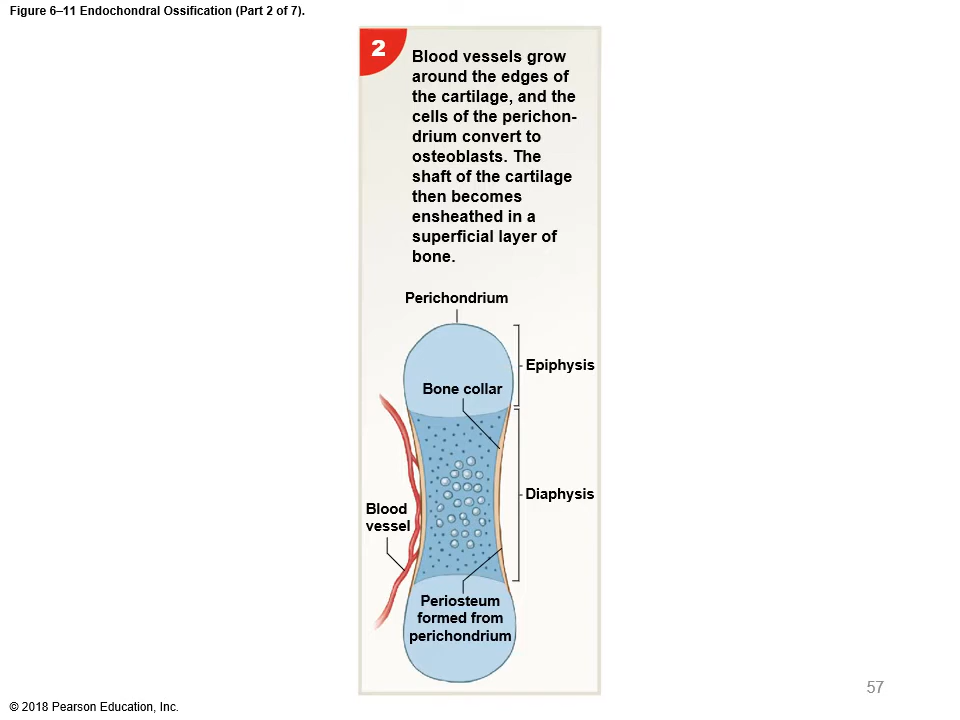 Figure 6–11 Endochondral Ossification (Part 2 of 7).
2
Blood vessels grow
around the edges of
the cartilage, and the
cells of the perichon-
drium convert to
osteoblasts. The
shaft of the cartilage
then becomes
ensheathed in a
superficial layer of
bone.
Perichondrium
Epiphysis
Bone collar
Diaphysis
Blood
vessel
Periosteum
formed from
perichondrium
57
© 2018 Pearson Education, Inc.